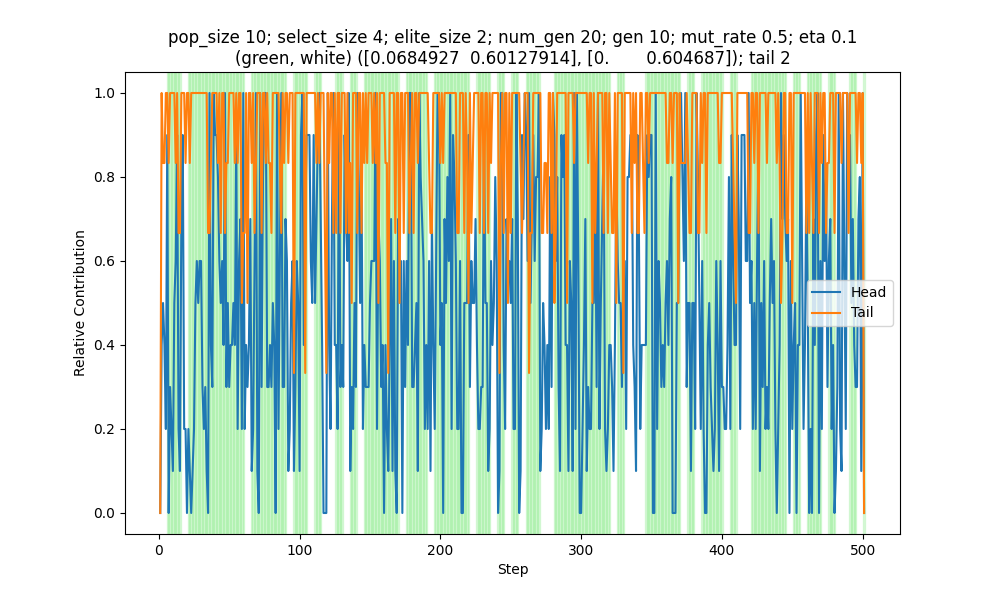 pop_size 10; select_size 4; elite_size 2; num_gen 20; gen 10; mut_rate 0.5; eta 0.1
(green, white) ([0.0684927  0.60127914], [0.       0.604687]); tail 2
1.0
0.8
0.6
0.4
0.2
0.0
Relative Contribution
Head
Tail
0
100
200
300
400
500
Step